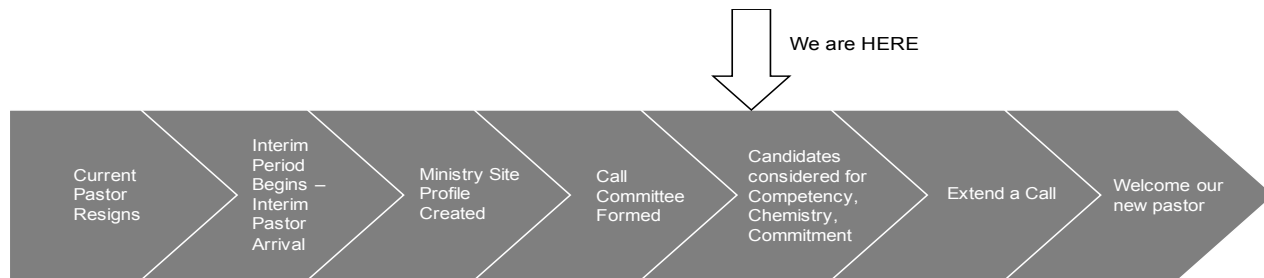 We are HERE
Current
Pastor
Resigns
Interim
Period
Begins –
Interim
Pastor
Arrival
Ministry Site
Profile
Created
Call
Committee
Formed
Candidates
considered for
Competency,
Chemistry,
Commitment
Extend a Call
Welcome our
new pastor